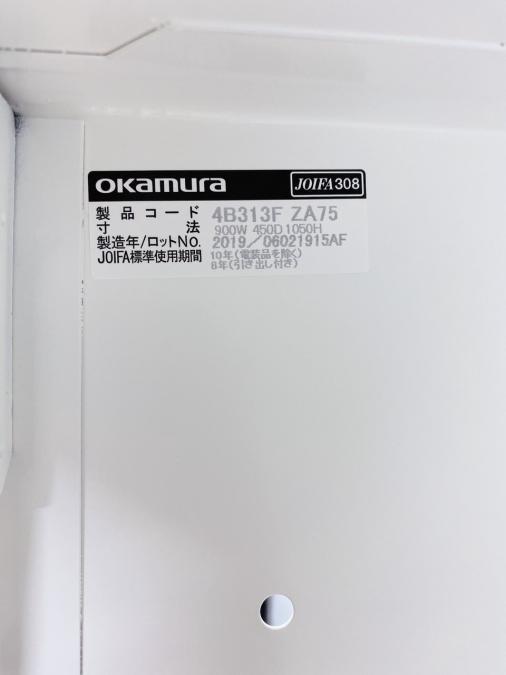 okamura JOIFA308
製品コード 4B313F ZA75
寸法 900W 450D 1050H
製造年/ロットNo. 2019/06021915AF
JOIFA標準使用期間 10年(電装品を除く)
8年(引き出し付き)